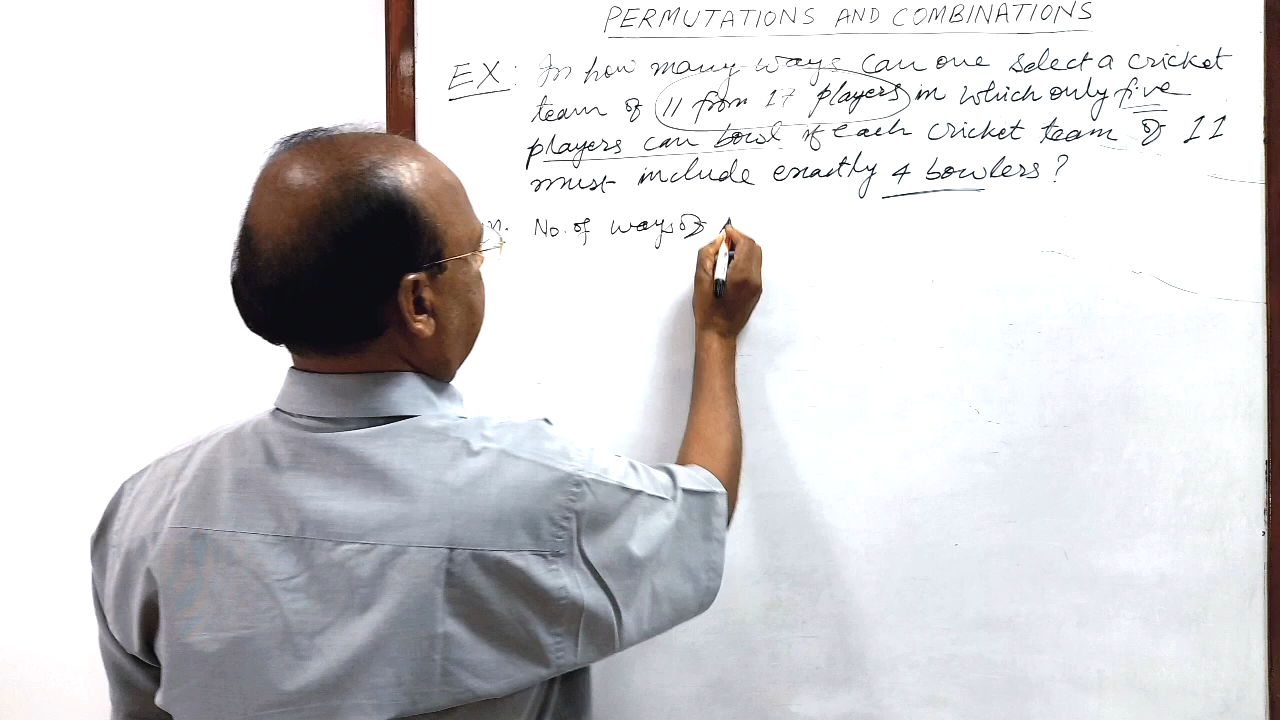 PERMUTATIONS AND COMBINATIONS
EX: In how many ways can one select a cricket
team of 11 from 17 players in which only five
players can bowl if each cricket team of 11
must include exactly 4 bowlers?
No. of ways of